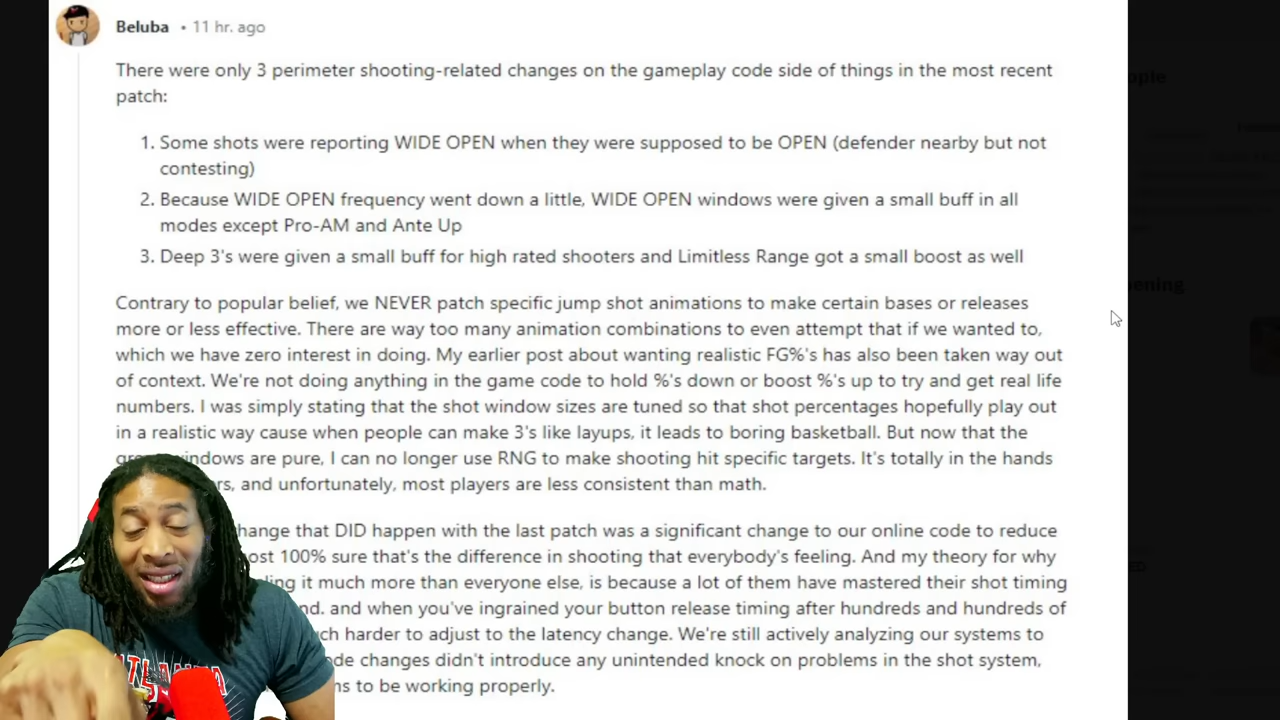 Beluba • 11 hr. ago
There were only 3 perimeter shooting-related changes on the gameplay code side of things in the most recent
patch:
1. Some shots were reporting WIDE OPEN when they were supposed to be OPEN (defender nearby but not
contesting)
2. Because WIDE OPEN frequency went down a little, WIDE OPEN windows were given a small buff in all
modes except Pro-AM and Ante Up
3. Deep 3's were given a small buff for high rated shooters and Limitless Range got a small boost as well
Contrary to popular belief, we NEVER patch specific jump shot animations to make certain bases or releases
more or less effective. There are way too many animation combinations to even attempt that if we wanted to,
which we have zero interest in doing. My earlier post about wanting realistic FG%'s has also been taken way out
of context. We're not doing anything in the game code to hold %'s down or boost %'s up to try and get real life
numbers. I was simply stating that the shot window sizes are tuned so that shot percentages hopefully play out
in a realistic way cause when people can make 3's like layups, it leads to boring basketball. But now that the
windows are pure, I can no longer use RNG to make shooting hit specific targets. It's totally in the hands
and unfortunately, most players are less consistent than math.
that DID happen with the last patch was a significant change to our online code to reduce
100% sure that's the difference in shooting that everybody's feeling. And my theory for why
it much more than everyone else, is because a lot of them have mastered their shot timing
and when you've ingrained your button release timing after hundreds and hundreds of
harder to adjust to the latency change. We're still actively analyzing our systems to
changes didn't introduce any unintended knock on problems in the shot system,
to be working properly.